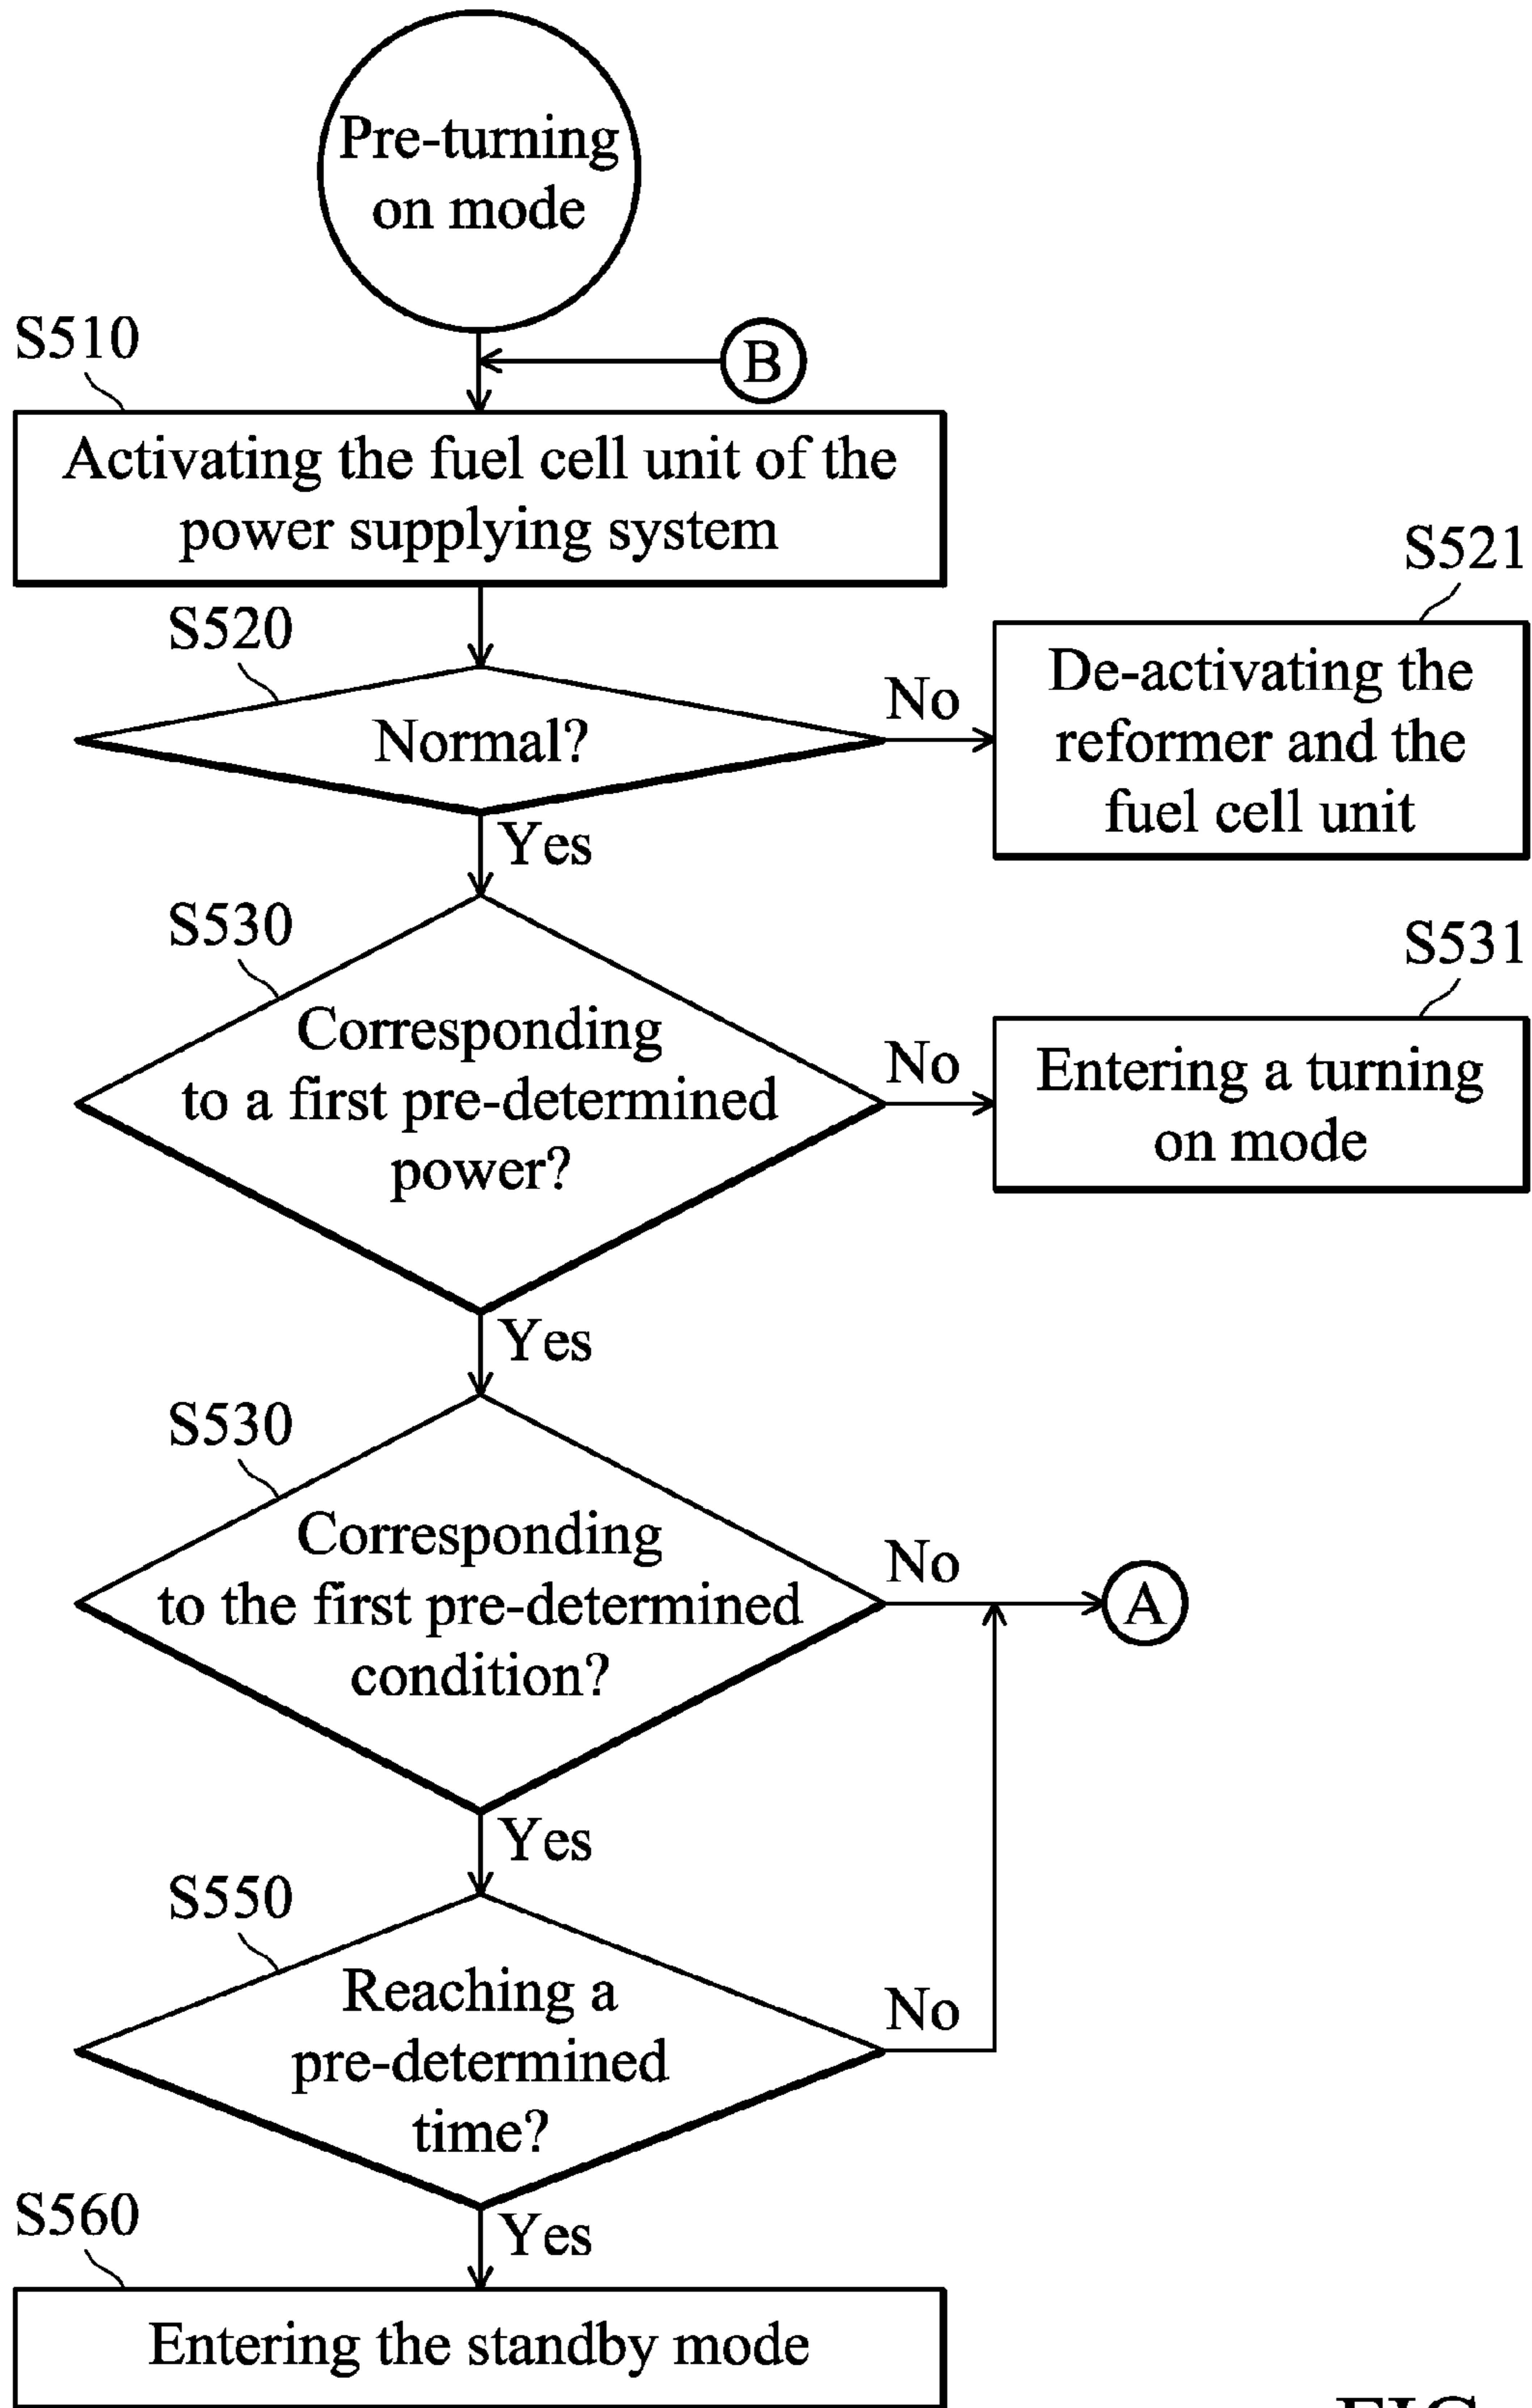 Pre-turning
on mode
B
S510
Activating the fuel cell unit of the
power supplying system
S520
Normal?
No
S521
De-activating the
reformer and the
fuel cell unit
Yes
S530
Corresponding
to a first pre-determined
power?
No
S531
Entering a turning
on mode
Yes
S530
Corresponding
to the first pre-determined
condition?
No
A
Yes
S550
Reaching a
pre-determined
time?
No
Yes
S560
Entering the standby mode